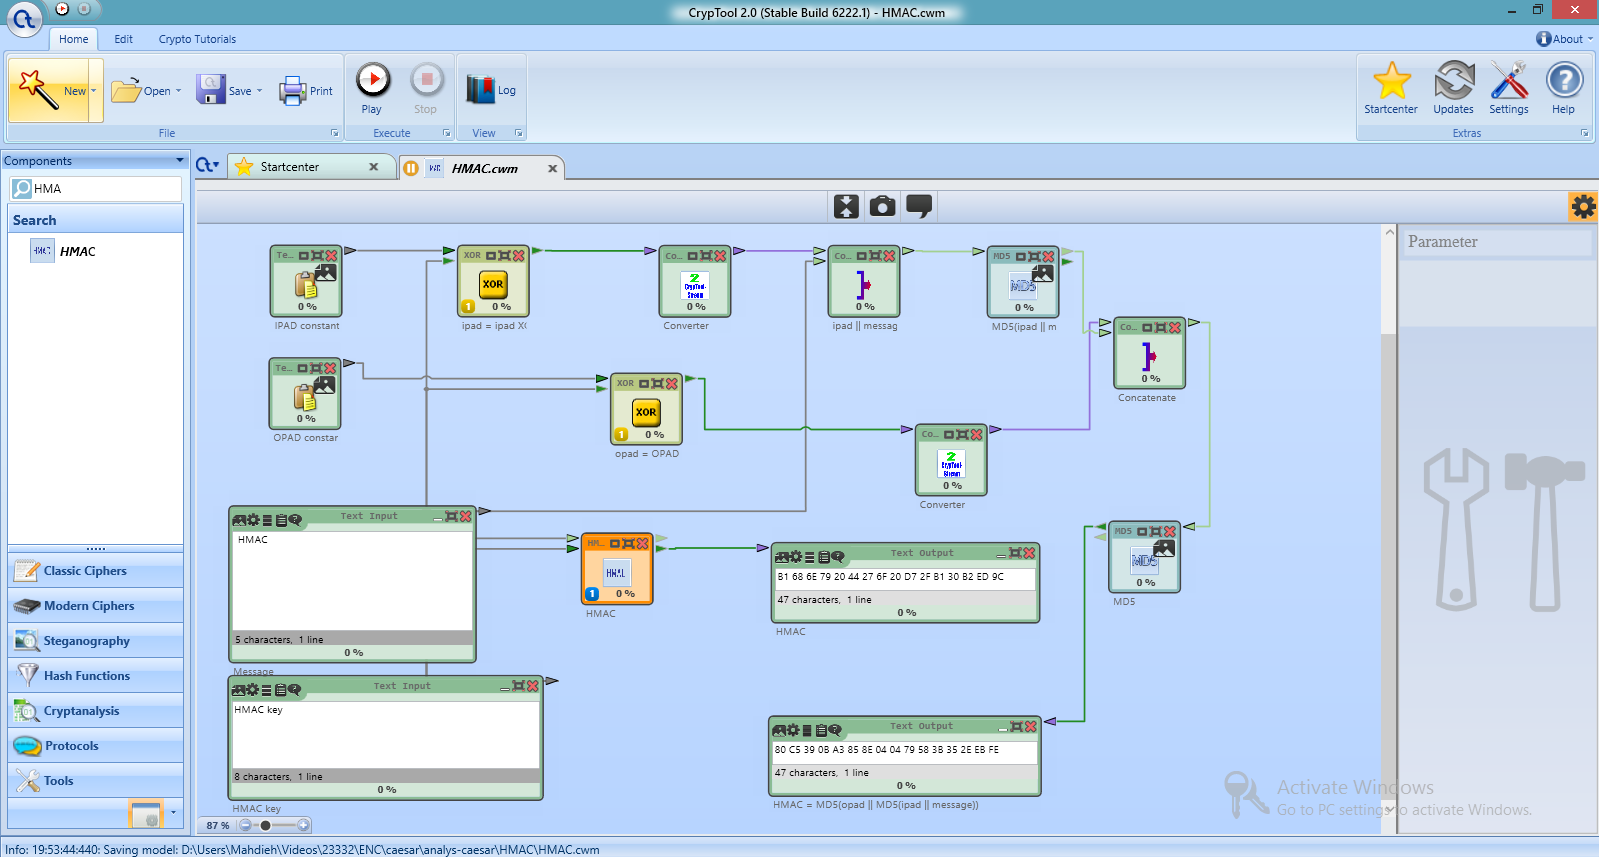 CrypTool 2.0 (Stable Build 6222.1) - HMAC.cwm
Home Edit Crypto Tutorials About
New Open Save Print Play Stop Log Startcenter Updates Settings Help
File Execute View Extras
Components
HMA
Search
HMAC
Startcenter
HMAC.cwm
Parameter
Te...
0 %
IPAD constant
XOR
XOR
1 0 %
ipad = ipad XO
Co...
2
CrypTool-
Stream
0 %
Converter
Co...
0 %
ipad || messag
MD5
MD5
0 %
MD5(ipad || m
Co...
0 %
Concatenate
Te...
0 %
OPAD constar
XOR
XOR
1 0 %
opad = OPAD
Co...
2
CrypTool-
Stream
0 %
Converter
Text Input
HMAC
5 characters, 1 line
0 %
Message
HM...
HMAC
1 0 %
HMAC
Text Output
B1 68 6E 79 20 44 27 6F 20 D7 2F B1 30 B2 ED 9C
47 characters, 1 line
0 %
HMAC
MD5
MD5
0 %
MD5
Text Input
HMAC key
8 characters, 1 line
0 %
HMAC key
Text Output
80 C5 39 0B A3 85 8E 04 04 79 58 3B 35 2E EB FE
47 characters, 1 line
0 %
HMAC = MD5(opad || MD5(ipad || message))
Classic Ciphers
Modern Ciphers
Steganography
Hash Functions
Cryptanalysis
Protocols
Tools
87 %
Activate Windows
Go to PC settings to activate Windows.
Info: 19:53:44:440: Saving model: D:\Users\Mahdieh\Videos\23332\ENC\caesar\analys-caesar\HMAC\HMAC.cwm